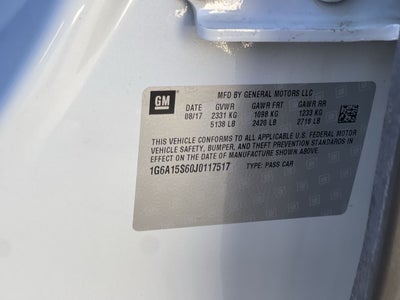 GM
MFD BY GENERAL MOTORS LLC
DATE GVWR GAWR FRT GAWR RR
08/17 2331 KG 1098 KG 1233 KG
5138 LB 2420 LB 2718 LB
THIS VEHICLE CONFORMS TO ALL APPLICABLE U.S. FEDERAL MOTOR
VEHICLE SAFETY, BUMPER, AND THEFT PREVENTION STANDARDS IN
EFFECT ON THE DATE OF MANUFACTURE SHOWN ABOVE.
1G6A15S60J0117517 TYPE: PASS CAR